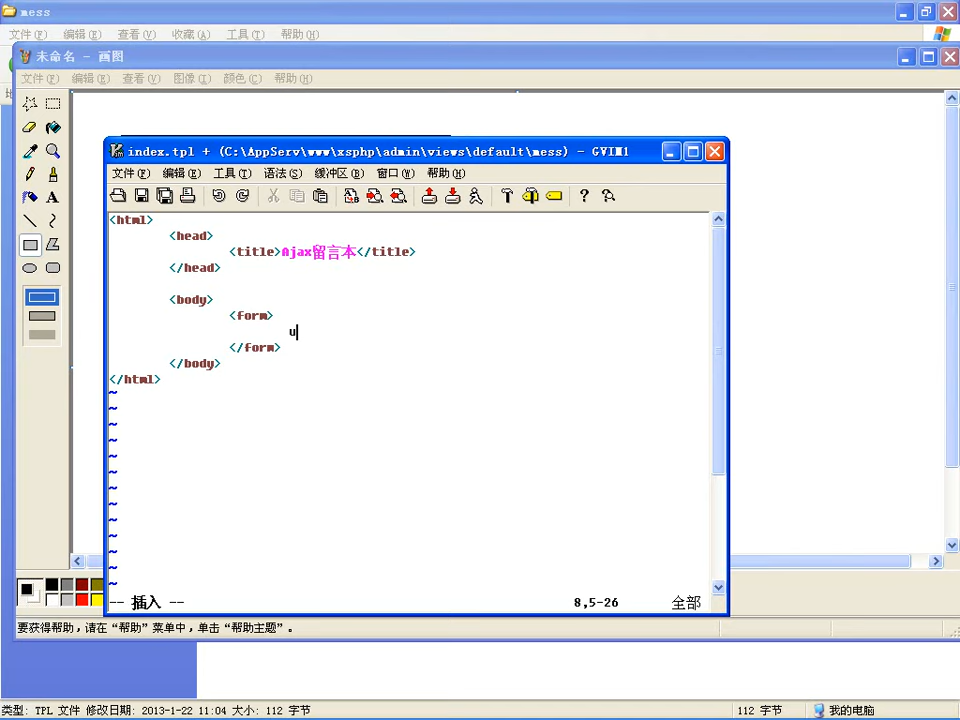 mess
文件(F) 编辑(E) 查看(V) 收藏(A) 工具(T) 帮助(H)
未命名 - 画图
文件(F) 编辑(E) 查看(V) 图像(I) 颜色(C) 帮助(H)
index.tpl + (C:\AppServ\www\xsphp\admin\views\default\mess) - GVIM1
文件(F) 编辑(E) 工具(T) 语法(S) 缓冲区(B) 窗口(W) 帮助(H)
<html>
<head>
<title>Ajax留言本</title>
</head>
<body>
<form>
u
</form>
</body>
</html>
~
~
~
~
~
~
~
~
~
~
~
~
~
-- 插入 -- 8,5-26 全部
要获得帮助，请在“帮助”菜单中，单击“帮助主题”。
类型: TPL 文件 修改日期: 2013-1-22 11:04 大小: 112 字节 112 字节 我的电脑